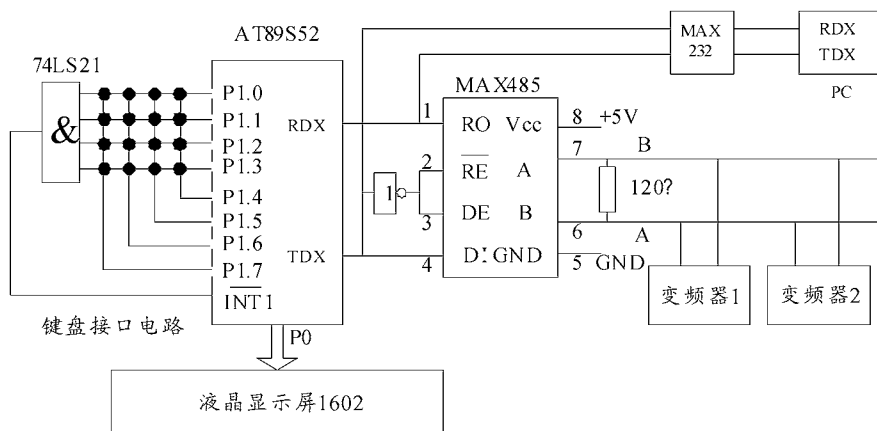 AT89S52
74LS21
&
P1.0
P1.1
P1.2
P1.3
P1.4
P1.5
P1.6
P1.7
INT1
RDX
TDX
P0
键盘接口电路
液晶显示屏1602
1
MAX485
1
2
3
4
RO
RE
DE
D:
Vcc
A
B
GND
8
+5V
7
B
120?
6
A
5
GND
MAX
232
RDX
TDX
PC
变频器1
变频器2